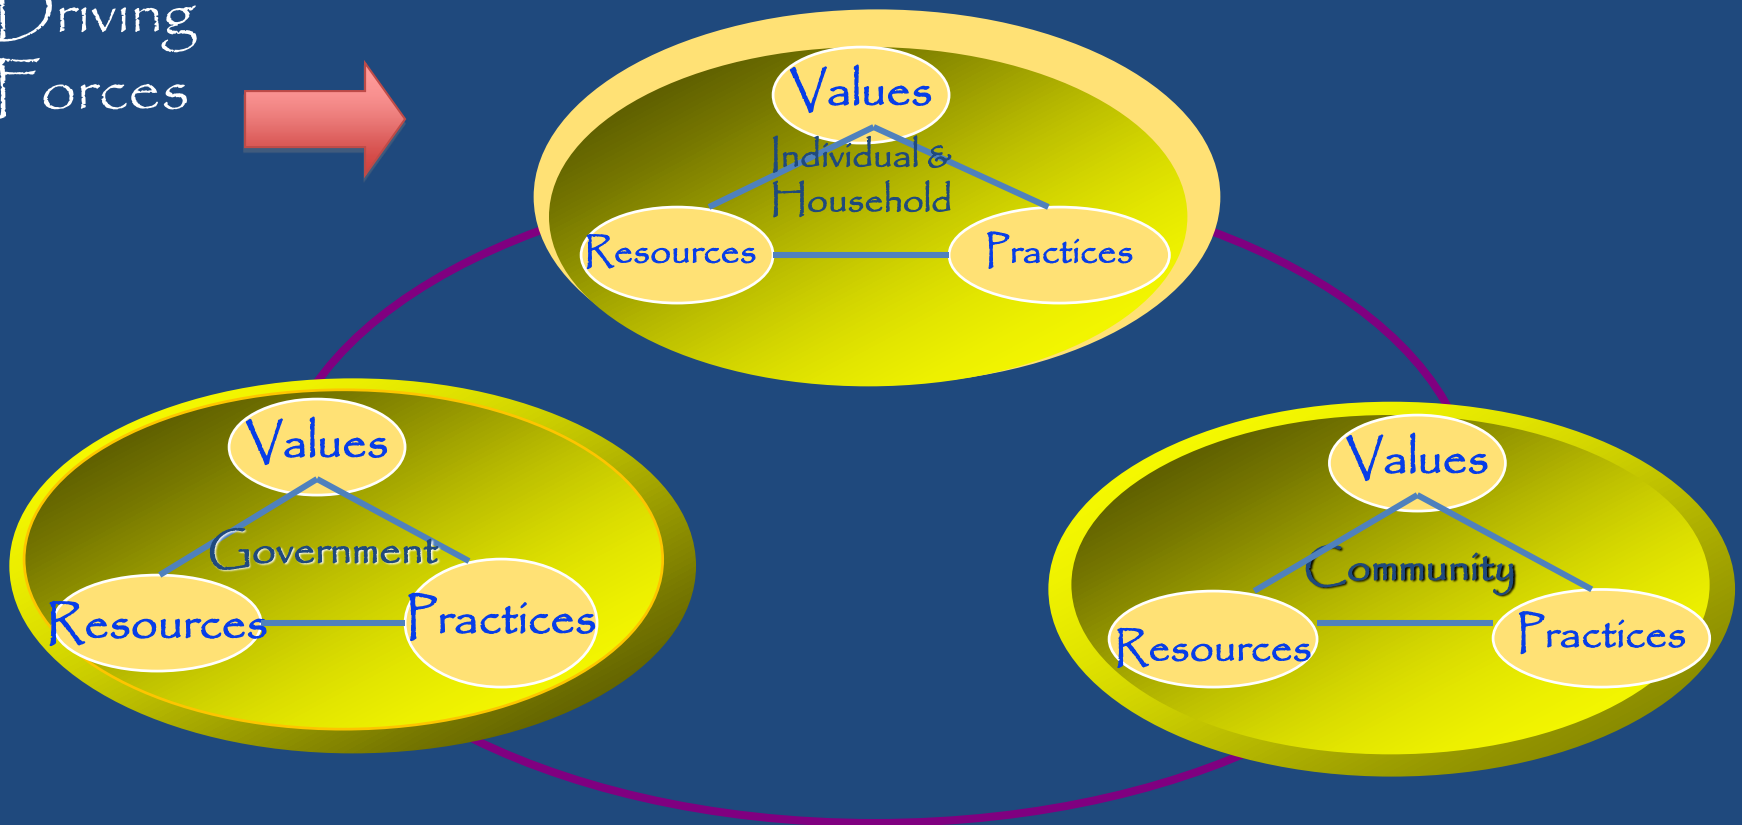 Driving
Forces
Values
Individual &
Household
Resources
Practices
Values
Government
Resources
Practices
Values
Community
Resources
Practices